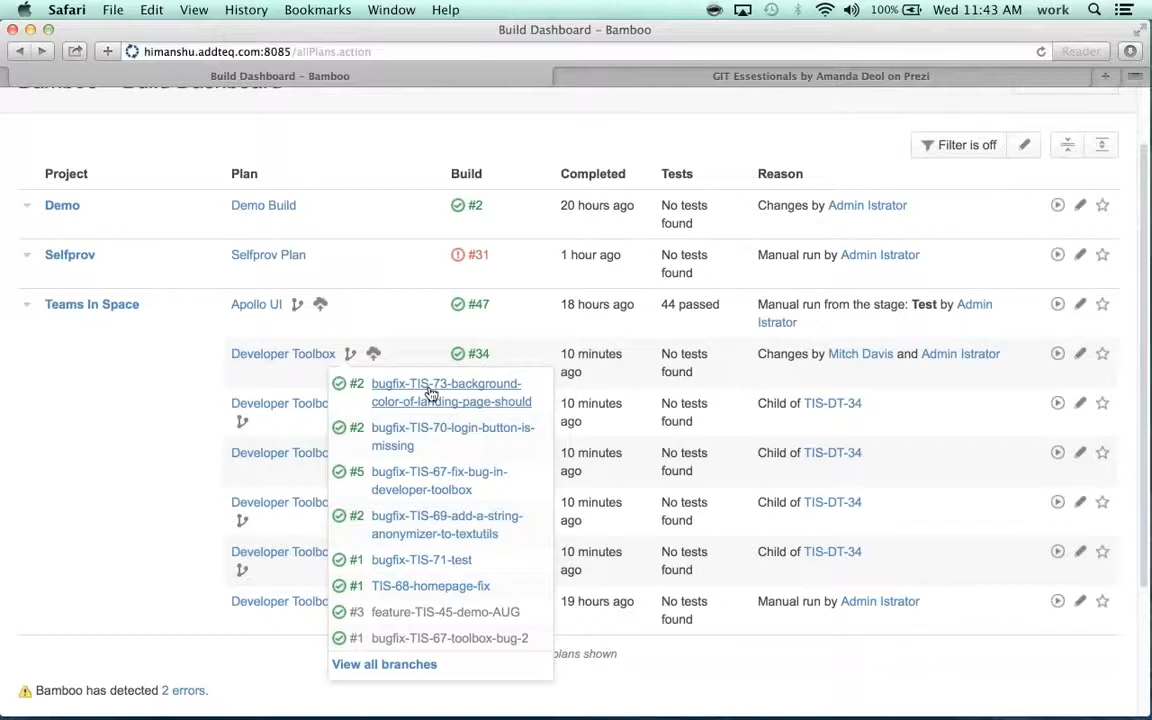 Safari File Edit View History Bookmarks Window Help 100% Wed 11:43 AM work
Build Dashboard – Bamboo
himanshu.addteq.com:8085/allPlans.action Reader
Build Dashboard – Bamboo GIT Essestionals by Amanda Deol on Prezi
Filter is off
Project Plan Build Completed Tests Reason
Demo Demo Build #2 20 hours ago No tests found Changes by Admin Istrator
Selfprov Selfprov Plan #31 1 hour ago No tests found Manual run by Admin Istrator
Teams In Space Apollo UI #47 18 hours ago 44 passed Manual run from the stage: Test by Admin
Istrator
Developer Toolbox #34 10 minutes ago No tests found Changes by Mitch Davis and Admin Istrator
#2 bugfix-TIS-73-background-
color-of-landing-page-should
#2 bugfix-TIS-70-login-button-is-
missing
#5 bugfix-TIS-67-fix-bug-in-
developer-toolbox
#2 bugfix-TIS-69-add-a-string-
anonymizer-to-textutils
#1 bugfix-TIS-71-test
#1 TIS-68-homepage-fix
#3 feature-TIS-45-demo-AUG
#1 bugfix-TIS-67-toolbox-bug-2
View all branches
Developer 10 minutes ago No tests found Child of TIS-DT-34
Developer 10 minutes ago No tests found Child of TIS-DT-34
Developer 10 minutes ago No tests found Child of TIS-DT-34
Developer 10 minutes ago No tests found Child of TIS-DT-34
Developer 19 hours ago No tests found Manual run by Admin Istrator
plans shown
Bamboo has detected 2 errors.